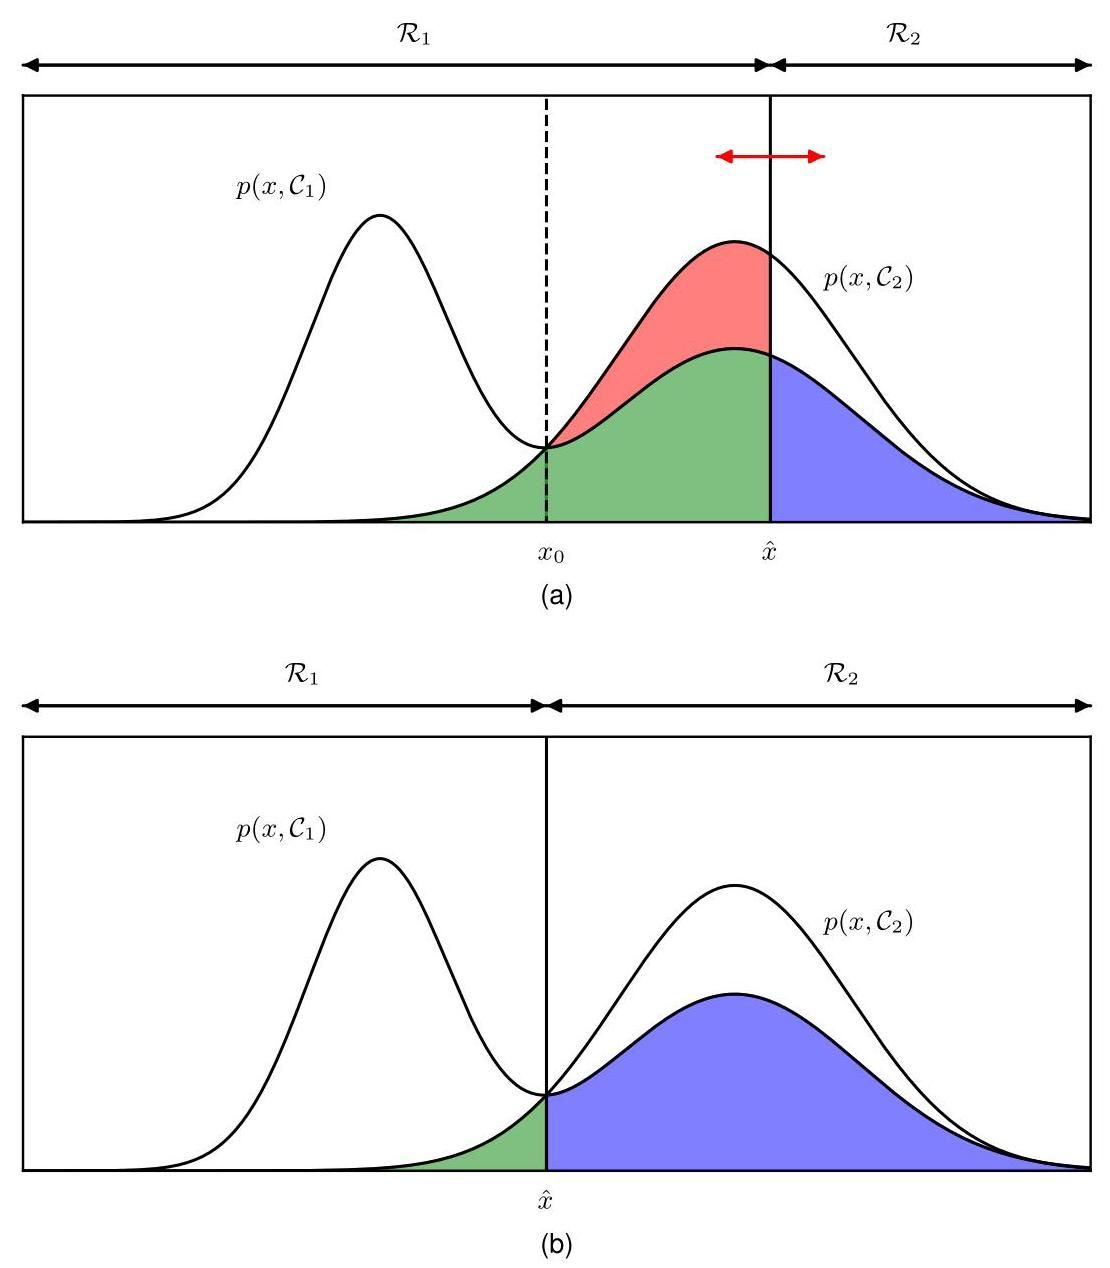 ℛ₁ ℛ₂
p(x, 𝒞₁)
p(x, 𝒞₂)
x₀ x̂
(a)
ℛ₁ ℛ₂
p(x, 𝒞₁)
p(x, 𝒞₂)
x̂
(b)